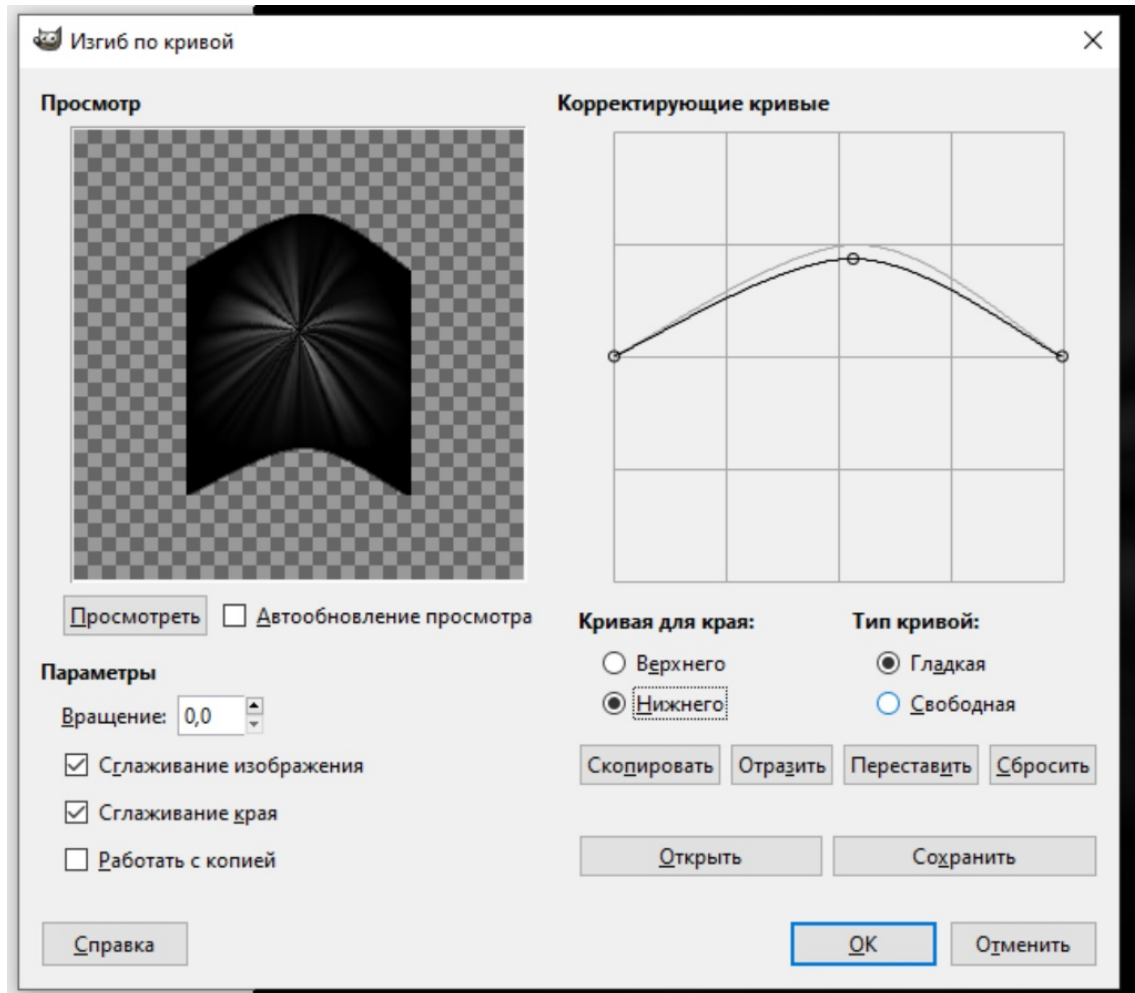 Изгиб по кривой
Просмотр
Корректирующие кривые
Просмотреть
Автообновление просмотра
Параметры
Вращение: 0,0
Сглаживание изображения
Сглаживание края
Работать с копией
Кривая для края:
Верхнего
Нижнего
Тип кривой:
Гладкая
Свободная
Скопировать Отразить Переставить Сбросить
Открыть Сохранить
Справка
OK Отменить